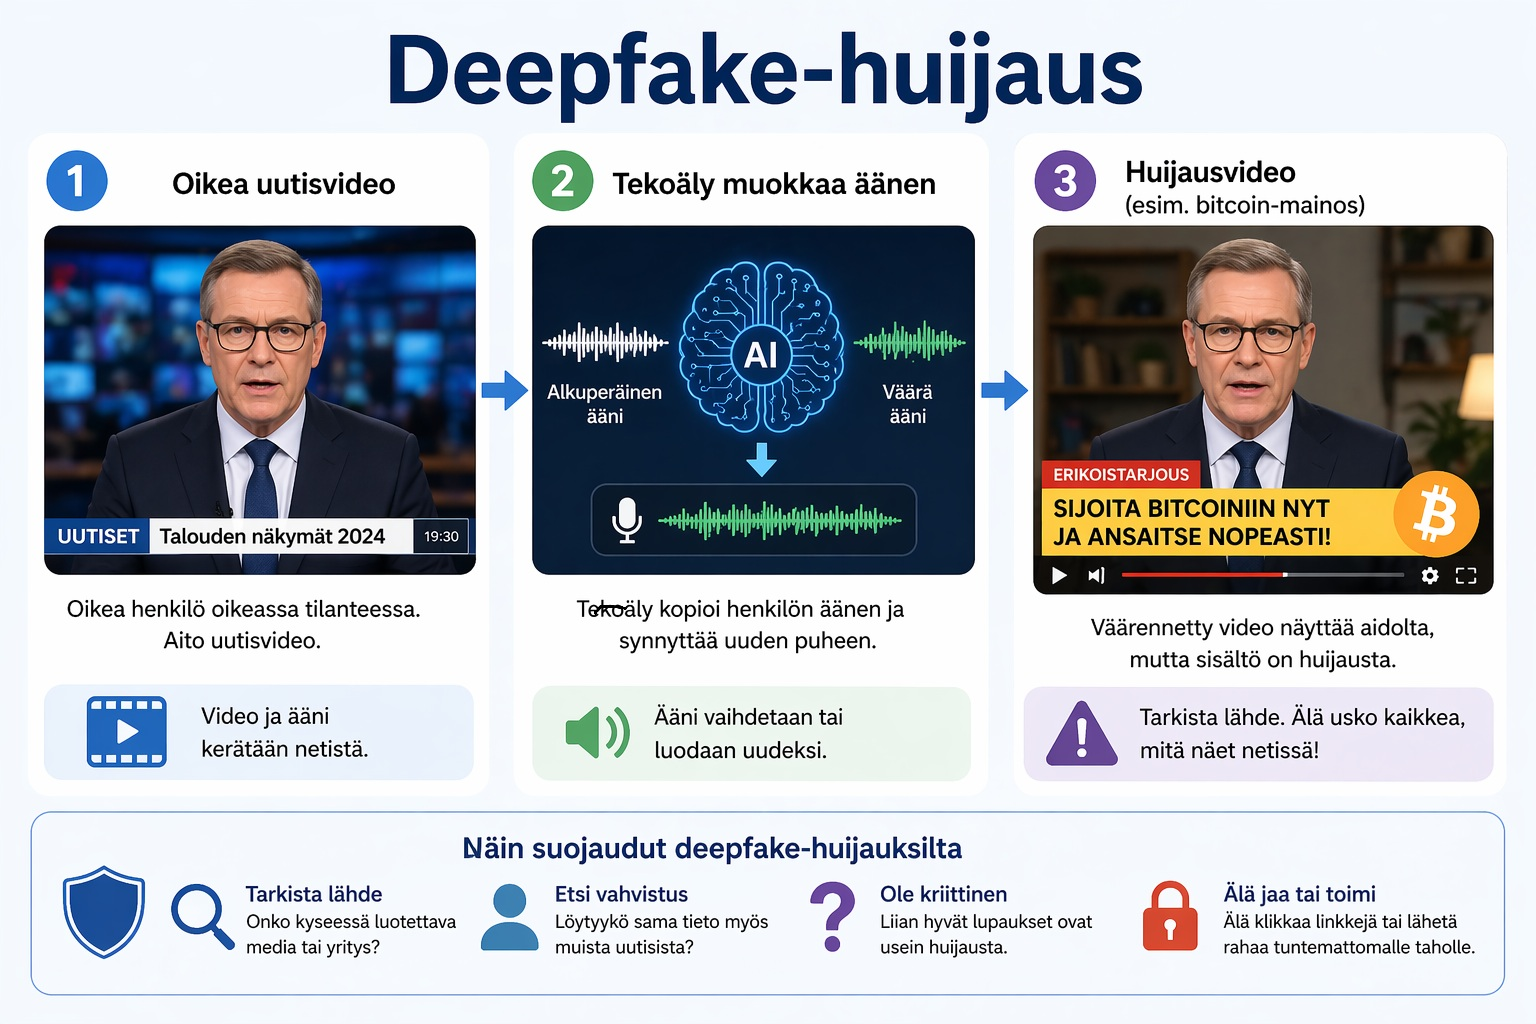 Deepfake-huijaus
1
Oikea uutisvideo
UUTISET
Talouden näkymät 2024
19:30
Oikea henkilö oikeassa tilanteessa.
Aito uutisvideo.
Video ja ääni
kerätään netistä.
2
Tekoäly muokkaa äänen
AI
Alkuperäinen
ääni
Väärä
ääni
Tekoäly kopioi henkilön äänen ja
synnyttää uuden puheen.
Ääni vaihdetaan tai
luodaan uudeksi.
3
Huijausvideo
(esim. bitcoin-mainos)
ERIKOISTARJOUS
SIJOITA BITCOINIIN NYT
JA ANSAITSE NOPEASTI!
Väärennetty video näyttää aidolta,
mutta sisältö on huijausta.
Tarkista lähde. Älä usko kaikkea,
mitä näet netissä!
Näin suojaudut deepfake-huijauksilta
Tarkista lähde
Onko kyseessä luotettava
media tai yritys?
Etsi vahvistus
Löytyykö sama tieto myös
muista uutisista?
Ole kriittinen
Liian hyvät lupaukset ovat
usein huijausta.
Älä jaa tai toimi
Älä klikkaa linkkejä tai lähetä
rahaa tuntemattomalle taholle.